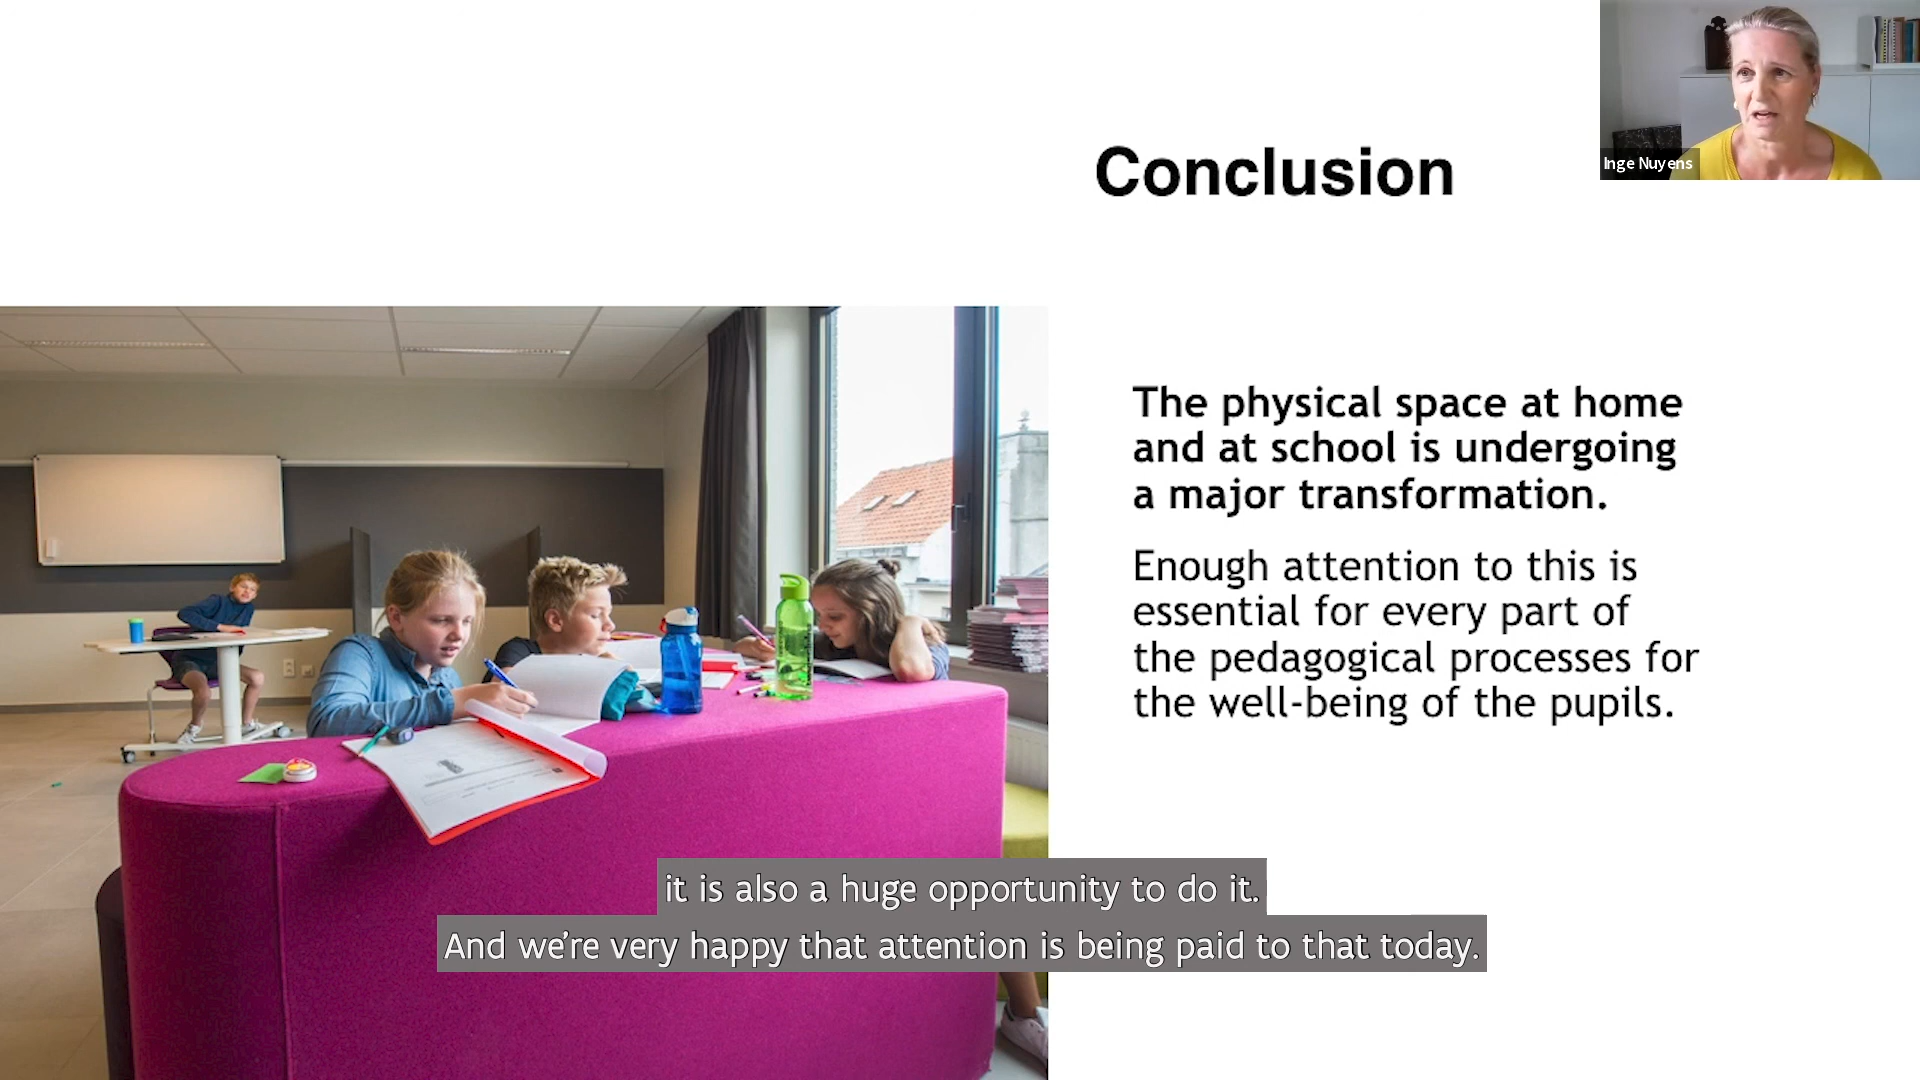 Conclusion
Inge Nuyens
The physical space at home
and at school is undergoing
a major transformation.
Enough attention to this is
essential for every part of
the pedagogical processes for
the well-being of the pupils.
it is also a huge opportunity to do it.
And we're very happy that attention is being paid to that today.